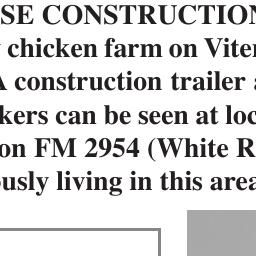 SE CONSTRUCTION
chicken farm on Viter
A construction trailer
kers can be seen at loc
on FM 2954 (White R
ously living in this area